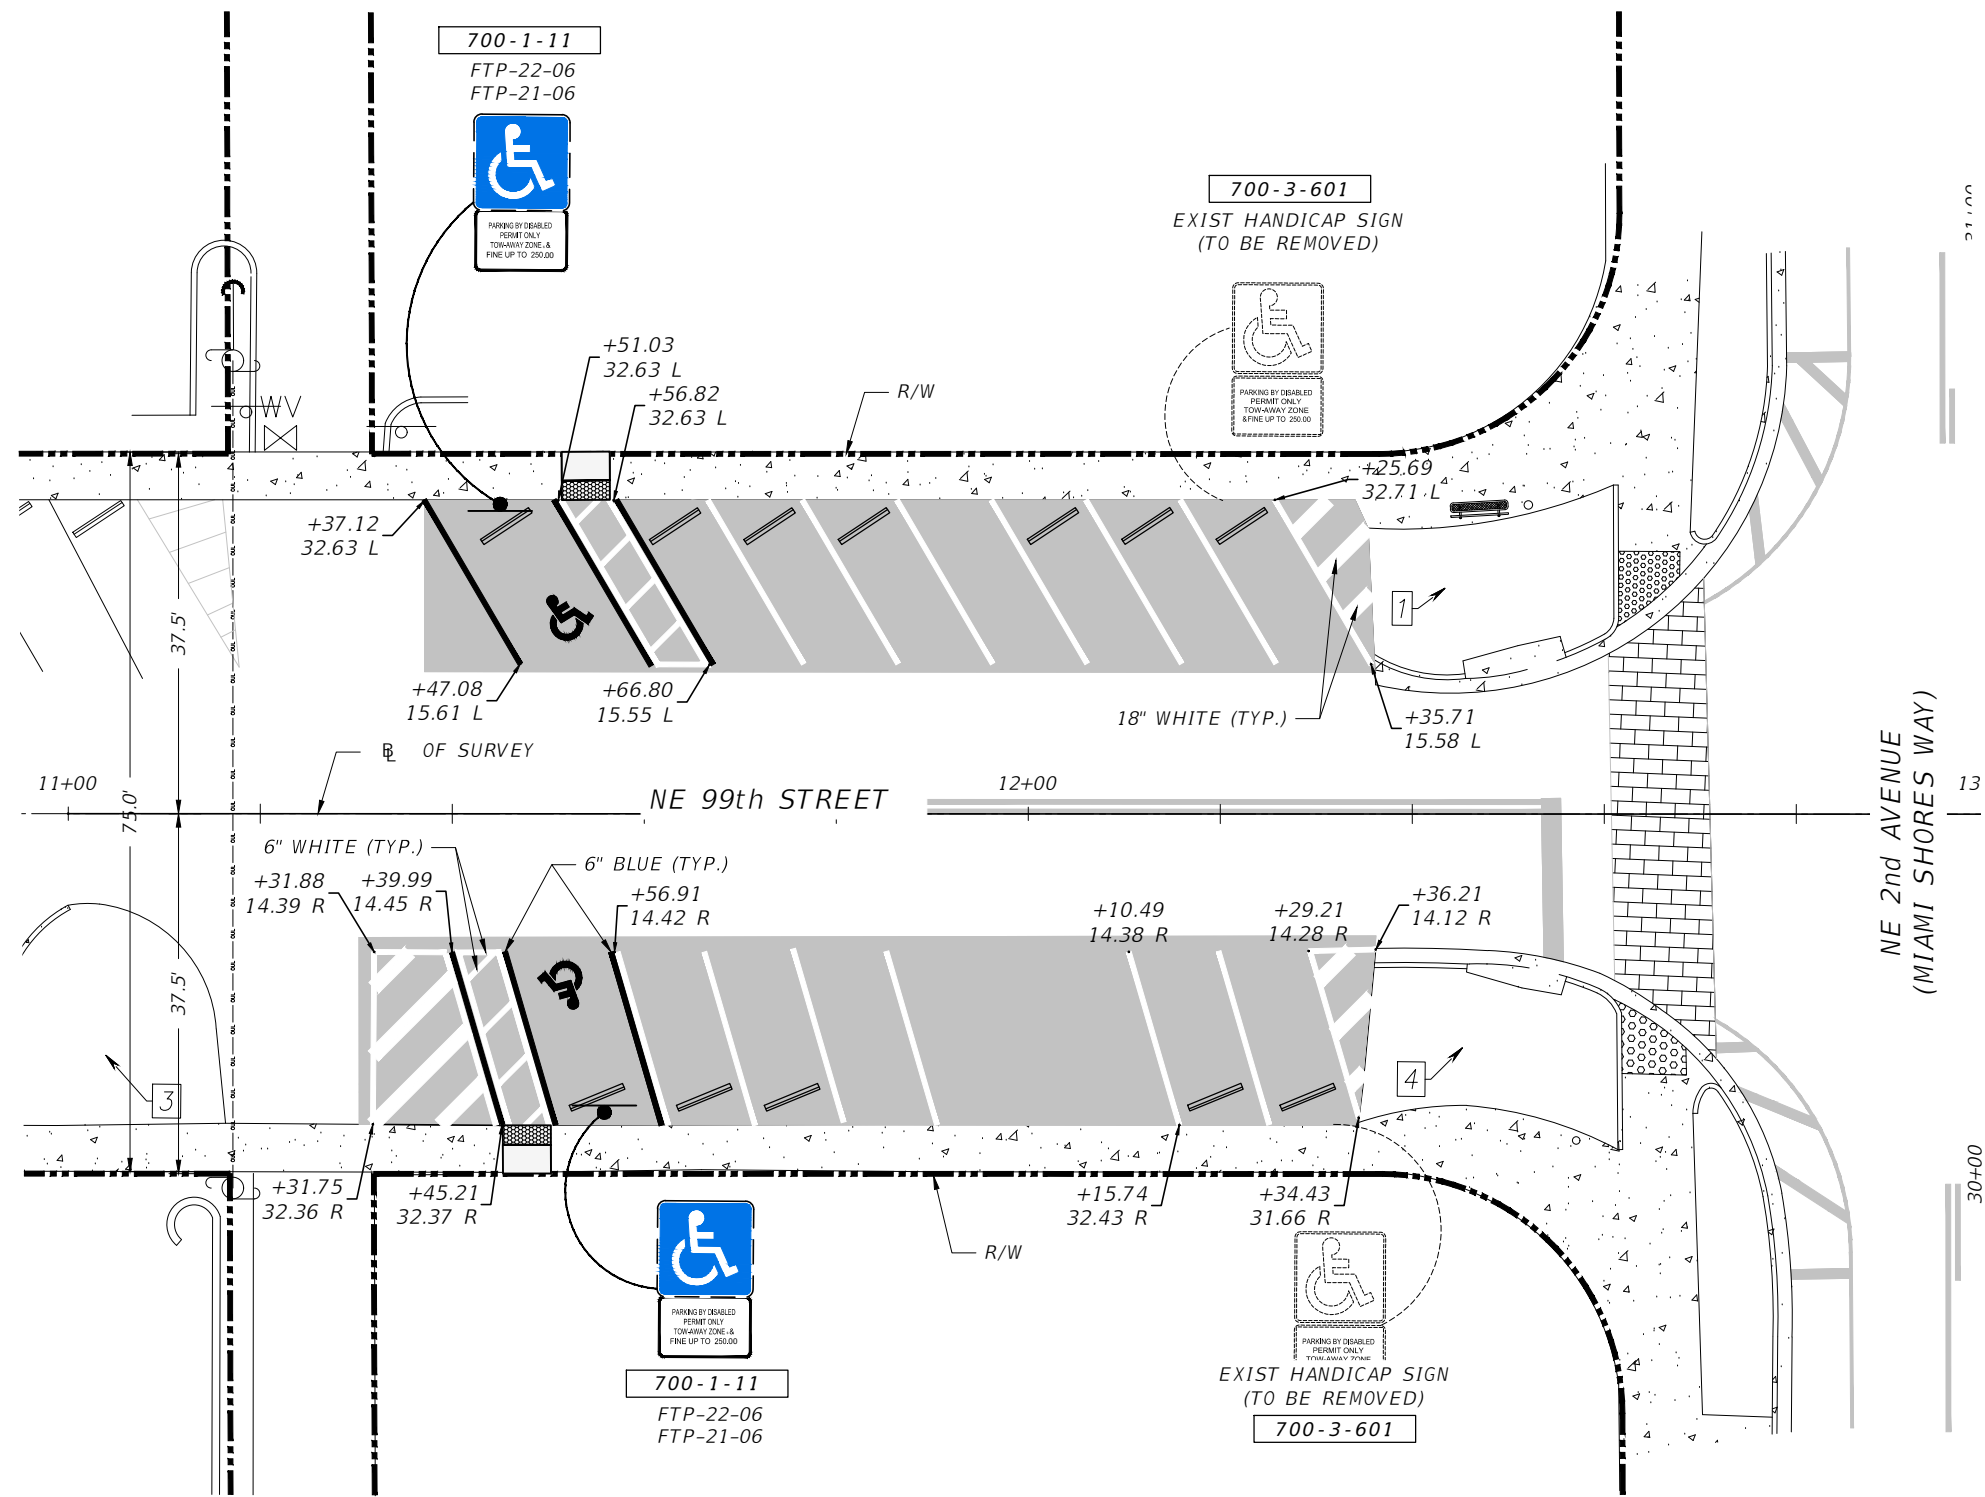 700-1-11
FTP-22-06
FTP-21-06
PARKING BY DISABLED
PERMIT ONLY
TOW-AWAY ZONE &
FINE UP TO 250.00
700-3-601
EXIST HANDICAP SIGN
(TO BE REMOVED)
PARKING BY DISABLED
PERMIT ONLY
TOW-AWAY ZONE
& FINE UP TO 250.00
+51.03
32.63 L
+56.82
32.63 L
R/W
WV
+25.69
32.71 L
+37.12
32.63 L
37.5'
1
+47.08
15.61 L
+66.80
15.55 L
18" WHITE (TYP.)
+35.71
15.58 L
B
L OF SURVEY
11+00
75.0'
NE 99th STREET
12+00
13
NE 2nd AVENUE
(MIAMI SHORES WAY)
6" WHITE (TYP.)
6" BLUE (TYP.)
+31.88
14.39 R
+39.99
14.45 R
+56.91
14.42 R
+10.49
14.38 R
+29.21
14.28 R
+36.21
14.12 R
37.5'
3
4
+31.75
32.36 R
+45.21
32.37 R
+15.74
32.43 R
+34.43
31.66 R
30+00
R/W
PARKING BY DISABLED
PERMIT ONLY
TOW-AWAY ZONE &
FINE UP TO 250.00
700-1-11
FTP-22-06
FTP-21-06
PARKING BY DISABLED
PERMIT ONLY
TOW-AWAY ZONE
EXIST HANDICAP SIGN
(TO BE REMOVED)
700-3-601